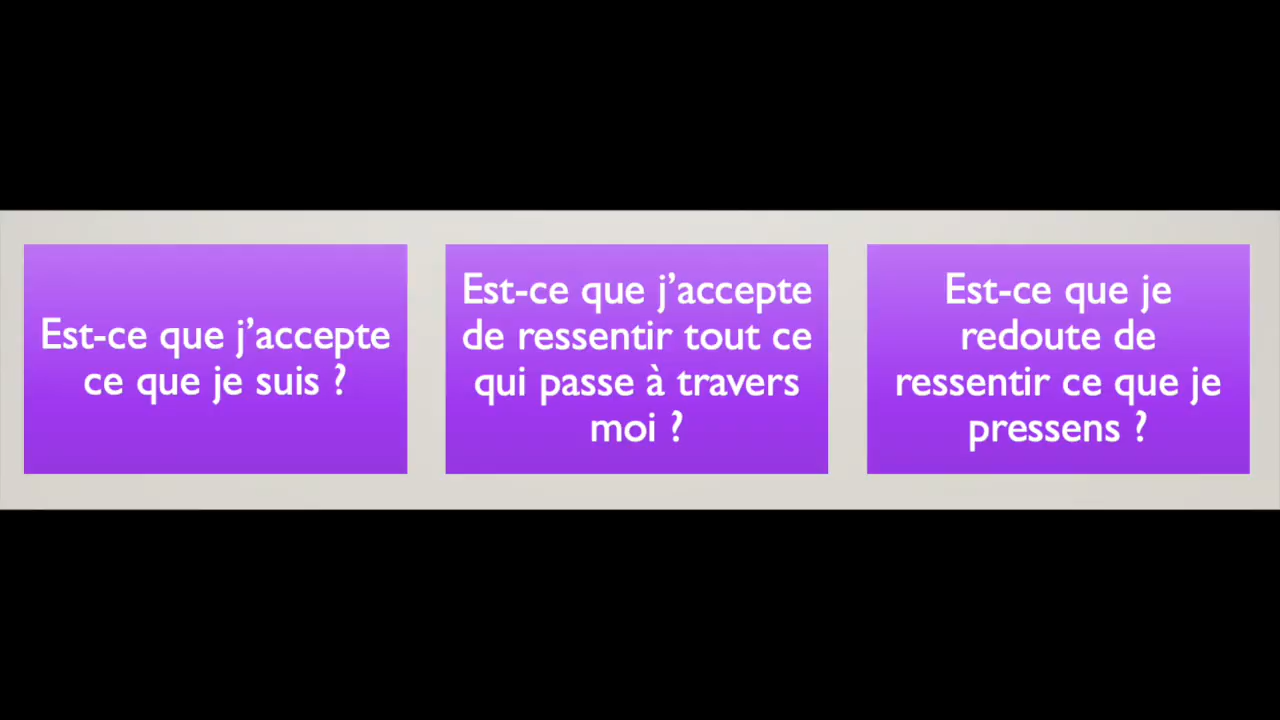 Est-ce que j’accepte
ce que je suis ?
Est-ce que j’accepte
de ressentir tout ce
qui passe à travers
moi ?
Est-ce que je
redoute de
ressentir ce que je
pressens ?